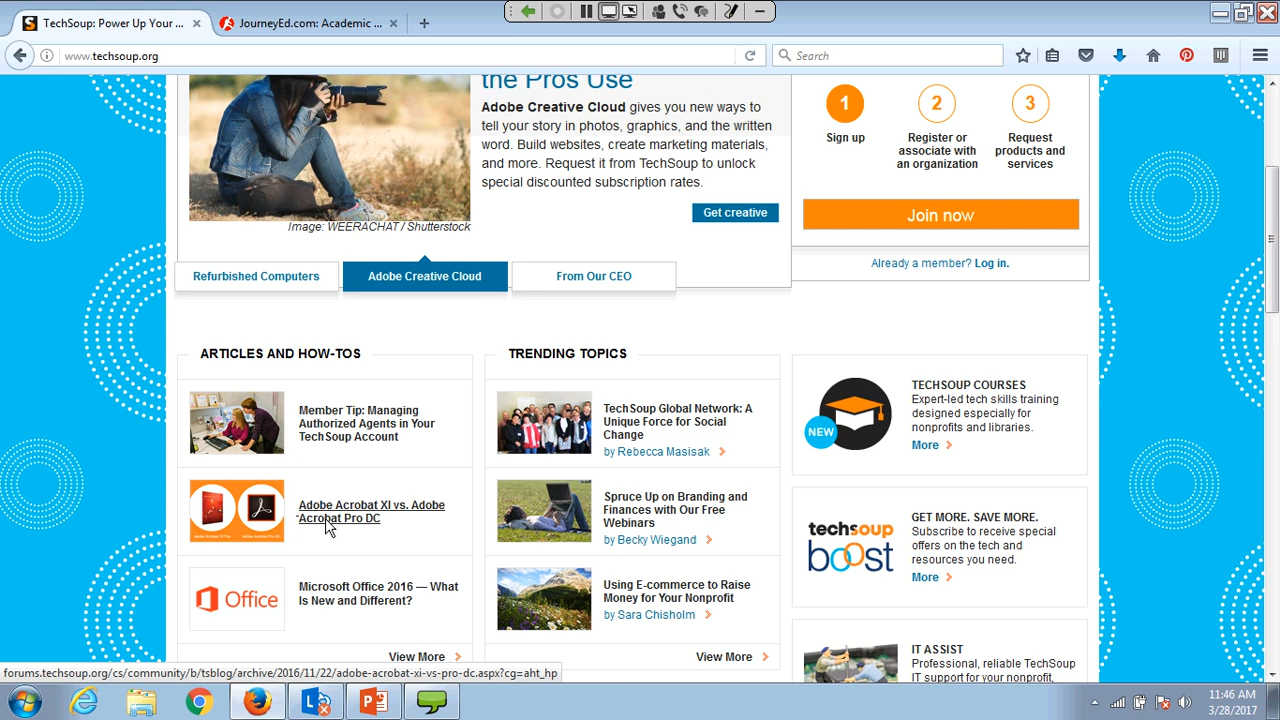 TechSoup: Power Up Your ...
JourneyEd.com: Academic ...
www.techsoup.org
Search
the Pros Use
Adobe Creative Cloud gives you new ways to
tell your story in photos, graphics, and the written
word. Build websites, create marketing materials,
and more. Request it from TechSoup to unlock
special discounted subscription rates.
Get creative
Image: WEERACHAT / Shutterstock
Refurbished Computers
Adobe Creative Cloud
From Our CEO
1
2
3
Sign up
Register or
associate with
an organization
Request
products and
services
Join now
Already a member? Log in.
ARTICLES AND HOW-TOS
Member Tip: Managing
Authorized Agents in Your
TechSoup Account
Adobe Acrobat XI vs. Adobe
Acrobat Pro DC
Office
Microsoft Office 2016 — What
Is New and Different?
View More
TRENDING TOPICS
TechSoup Global Network: A
Unique Force for Social
Change
by Rebecca Masisak
Spruce Up on Branding and
Finances with Our Free
Webinars
by Becky Wiegand
Using E-commerce to Raise
Money for Your Nonprofit
by Sara Chisholm
View More
NEW
TECHSOUP COURSES
Expert-led tech skills training
designed especially for
nonprofits and libraries.
More
techsoup
boost
GET MORE. SAVE MORE.
Subscribe to receive special
offers on the tech and
resources you need.
More
IT ASSIST
Professional, reliable TechSoup
IT support for your nonprofit,
forums.techsoup.org/cs/community/b/tsblog/archive/2016/11/22/adobe-acrobat-xi-vs-pro-dc.aspx?cg=aht_hp
11:46 AM
3/28/2017